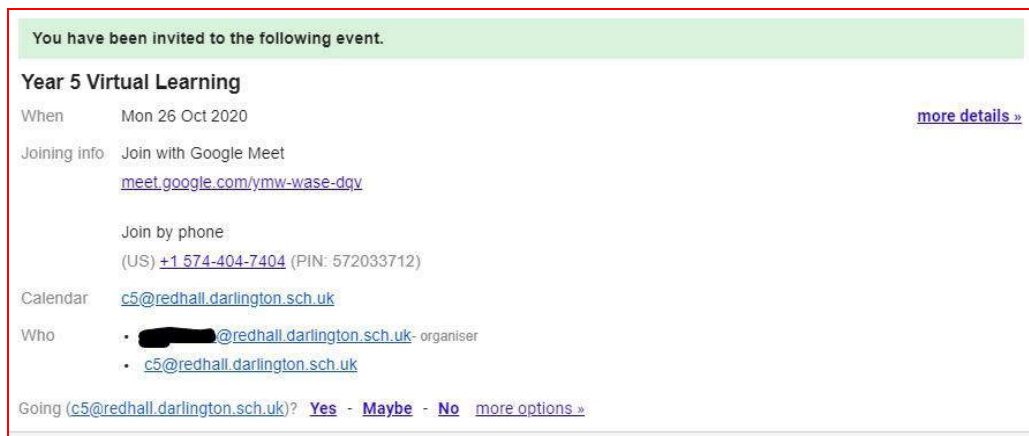 You have been invited to the following event.
Year 5 Virtual Learning
When Mon 26 Oct 2020 more details »
Joining info Join with Google Meet
meet.google.com/ymw-wase-dqv
Join by phone
(US) +1 574-404-7404 (PIN: 572033712)
Calendar c5@redhall.darlington.sch.uk
Who • @redhall.darlington.sch.uk- organiser
• c5@redhall.darlington.sch.uk
Going (c5@redhall.darlington.sch.uk)? Yes - Maybe - No more options »